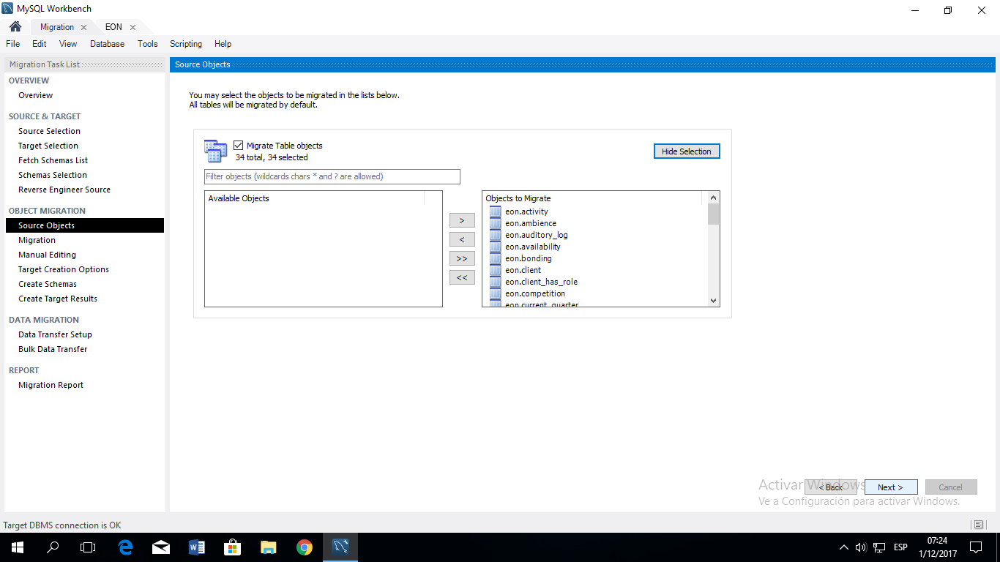 MySQL Workbench
Migration
EON
File Edit View Database Tools Scripting Help
Migration Task List
OVERVIEW
Overview
SOURCE & TARGET
Source Selection
Target Selection
Fetch Schemas List
Schemas Selection
Reverse Engineer Source
OBJECT MIGRATION
Source Objects
Migration
Manual Editing
Target Creation Options
Create Schemas
Create Target Results
DATA MIGRATION
Data Transfer Setup
Bulk Data Transfer
REPORT
Migration Report
Source Objects
You may select the objects to be migrated in the lists below.
All tables will be migrated by default.
Migrate Table objects
34 total, 34 selected
Hide Selection
Filter objects (wildcards chars * and ? are allowed)
Available Objects
>
<
>>
<<
Objects to Migrate
eon.activity
eon.ambience
eon.auditory_log
eon.availability
eon.bonding
eon.client
eon.client_has_role
eon.competition
eon.current_quarter
Activar Windows
Ve a Configuración para activar Windows.
< Back
Next >
Cancel
Target DBMS connection is OK
ESP
07:24
1/12/2017